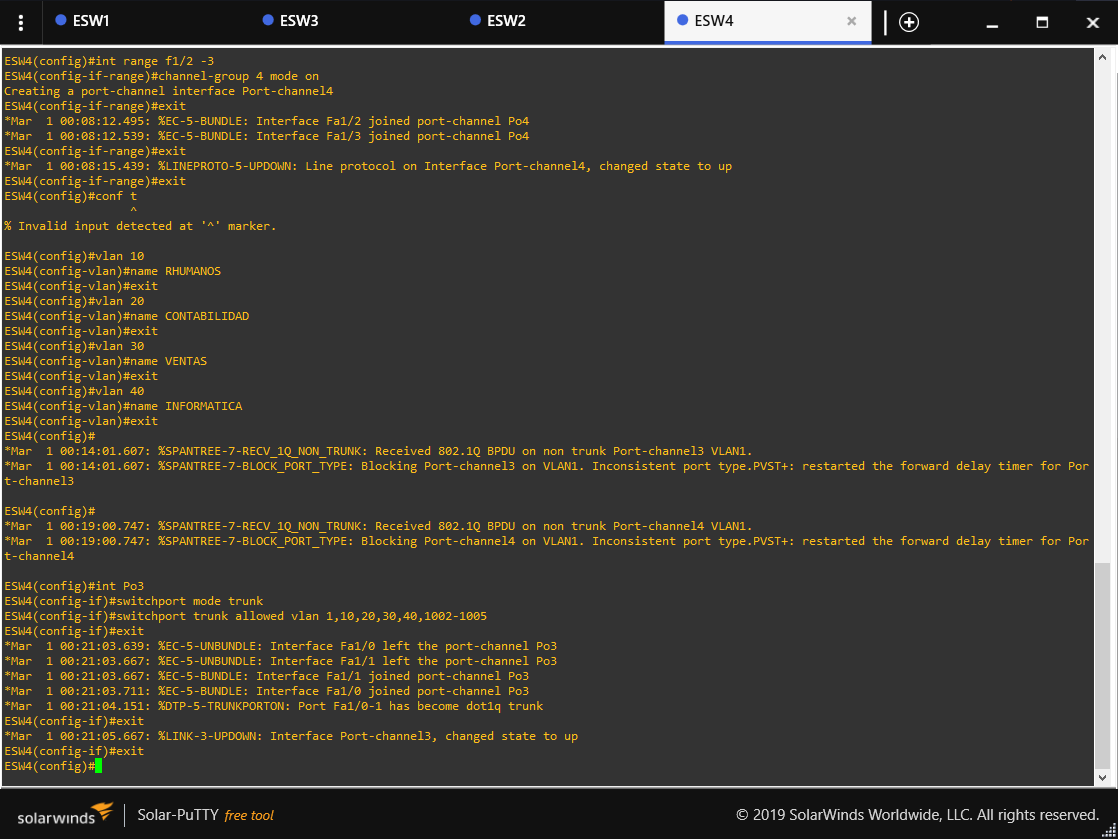 ESW1
ESW3
ESW2
ESW4
ESW4(config)#int range f1/2 -3
ESW4(config-if-range)#channel-group 4 mode on
Creating a port-channel interface Port-channel4
ESW4(config-if-range)#exit
*Mar  1 00:08:12.495: %EC-5-BUNDLE: Interface Fa1/2 joined port-channel Po4
*Mar  1 00:08:12.539: %EC-5-BUNDLE: Interface Fa1/3 joined port-channel Po4
ESW4(config-if-range)#exit
*Mar  1 00:08:15.439: %LINEPROTO-5-UPDOWN: Line protocol on Interface Port-channel4, changed state to up
ESW4(config-if-range)#exit
ESW4(config)#conf t
^
% Invalid input detected at '^' marker.
ESW4(config)#vlan 10
ESW4(config-vlan)#name RHUMANOS
ESW4(config-vlan)#exit
ESW4(config)#vlan 20
ESW4(config-vlan)#name CONTABILIDAD
ESW4(config-vlan)#exit
ESW4(config)#vlan 30
ESW4(config-vlan)#name VENTAS
ESW4(config-vlan)#exit
ESW4(config)#vlan 40
ESW4(config-vlan)#name INFORMATICA
ESW4(config-vlan)#exit
ESW4(config)#
*Mar  1 00:14:01.607: %SPANTREE-7-RECV_1Q_NON_TRUNK: Received 802.1Q BPDU on non trunk Port-channel3 VLAN1.
*Mar  1 00:14:01.607: %SPANTREE-7-BLOCK_PORT_TYPE: Blocking Port-channel3 on VLAN1. Inconsistent port type.PVST+: restarted the forward delay timer for Por
t-channel3
ESW4(config)#
*Mar  1 00:19:00.747: %SPANTREE-7-RECV_1Q_NON_TRUNK: Received 802.1Q BPDU on non trunk Port-channel4 VLAN1.
*Mar  1 00:19:00.747: %SPANTREE-7-BLOCK_PORT_TYPE: Blocking Port-channel4 on VLAN1. Inconsistent port type.PVST+: restarted the forward delay timer for Por
t-channel4
ESW4(config)#int Po3
ESW4(config-if)#switchport mode trunk
ESW4(config-if)#switchport trunk allowed vlan 1,10,20,30,40,1002-1005
ESW4(config-if)#exit
*Mar  1 00:21:03.639: %EC-5-UNBUNDLE: Interface Fa1/0 left the port-channel Po3
*Mar  1 00:21:03.667: %EC-5-UNBUNDLE: Interface Fa1/1 left the port-channel Po3
*Mar  1 00:21:03.667: %EC-5-BUNDLE: Interface Fa1/1 joined port-channel Po3
*Mar  1 00:21:03.711: %EC-5-BUNDLE: Interface Fa1/0 joined port-channel Po3
*Mar  1 00:21:04.151: %DTP-5-TRUNKPORTON: Port Fa1/0-1 has become dot1q trunk
ESW4(config-if)#exit
*Mar  1 00:21:05.667: %LINK-3-UPDOWN: Interface Port-channel3, changed state to up
ESW4(config-if)#exit
ESW4(config)#
solarwinds
Solar-PuTTY free tool
© 2019 SolarWinds Worldwide, LLC. All rights reserved.